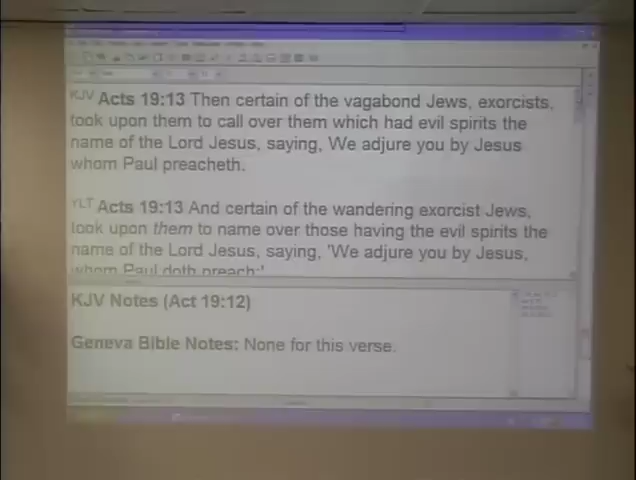 KJV Acts 19:13 Then certain of the vagabond Jews, exorcists,
took upon them to call over them which had evil spirits the
name of the Lord Jesus, saying, We adjure you by Jesus
whom Paul preacheth.
YLT Acts 19:13 And certain of the wandering exorcist Jews,
took upon them to name over those having the evil spirits the
name of the Lord Jesus, saying, 'We adjure you by Jesus,
whom Paul doth preach;'
KJV Notes (Act 19:12)
Geneva Bible Notes: None for this verse.